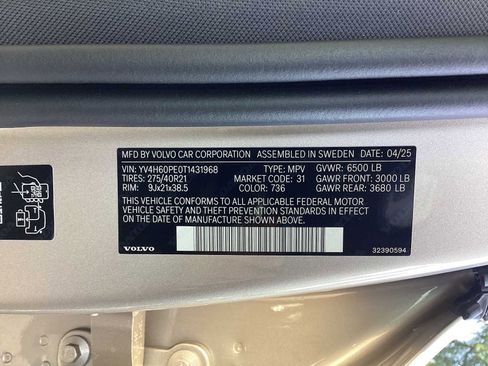 MFD BY VOLVO CAR CORPORATION ASSEMBLED IN SWEDEN DATE: 04/25
VIN: YV4H60PE0T1431968 TYPE: MPV GVWR: 6500 LB
TIRES: 275/40R21 MARKET CODE: 31 GAWR FRONT: 3000 LB
RIM: 9Jx21x38.5 COLOR: 736 GAWR REAR: 3680 LB
THIS VEHICLE CONFORMS TO ALL APPLICABLE FEDERAL MOTOR
VEHICLE SAFETY AND THEFT PREVENTION STANDARDS IN EFFECT
ON THE DATE OF MANUFACTURE SHOWN ABOVE.
VOLVO 32390594